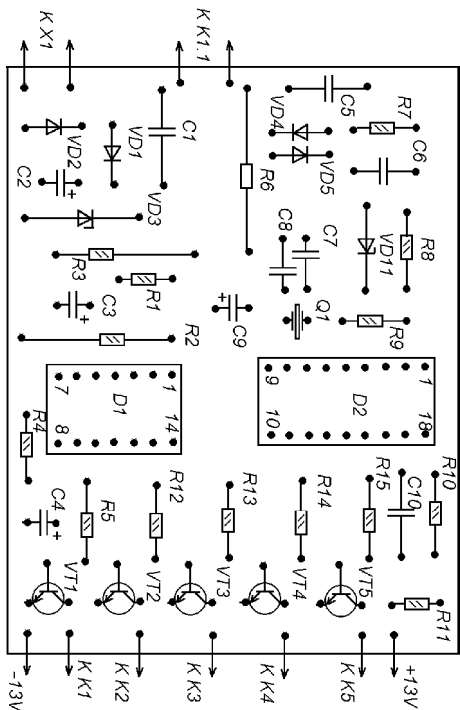 К X1
К К1.1
C5
R7
VD4
C1
VD1
VD2
C6
VD5
R6
C2
VD3
R8
VD11
C7
C8
R3
R1
C3
+
C9
+
Q1
R9
R2
7
1
D1
8
14
9
1
D2
10
18
R4
R12
R13
R14
R15
R10
C10
C4
+
R5
VT1
VT2
VT3
VT4
VT5
R11
-13V
К К1
К К2
К К3
К К4
К К5
+13V